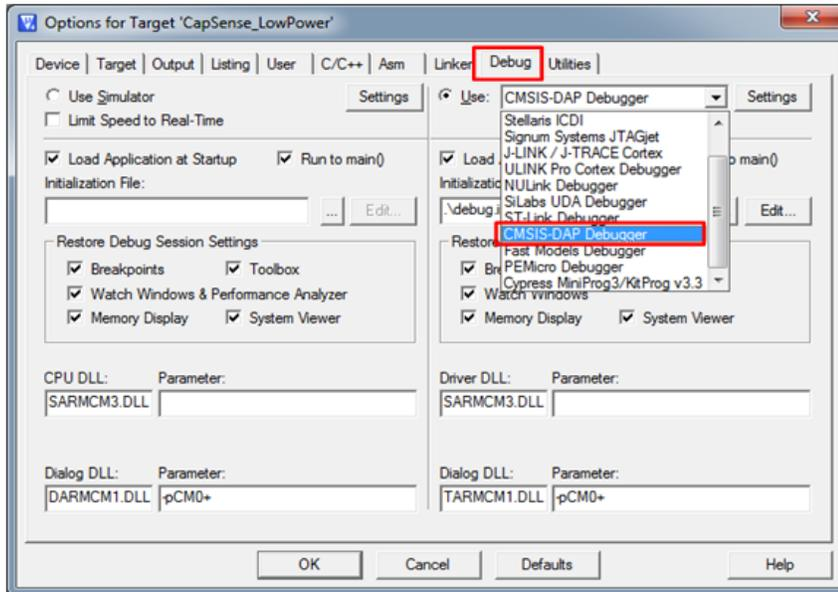 Options for Target 'CapSense_LowPower'
Device Target Output Listing User C/C++ Asm Linker Debug Utilities
Use Simulator Settings
Limit Speed to Real-Time
Use: CMSIS-DAP Debugger Settings
Stellaris ICDI
Signum Systems JTAGjet
J-LINK / J-TRACE Cortex
ULINK Pro Cortex Debugger
NULink Debugger
SiLabs UDA Debugger
ST-Link Debugger
CMSIS-DAP Debugger
Fast Models Debugger
PEMicro Debugger
Cypress MiniProg3/KitProg v3.3
Load Application at Startup Run to main()
Initialization File:
... Edit...
Restore Debug Session Settings
Breakpoints Toolbox
Watch Windows & Performance Analyzer
Memory Display System Viewer
Load main()
.\debug.i Edit...
Watch Windows
Memory Display System Viewer
CPU DLL: Parameter:
SARMCM3.DLL
Driver DLL: Parameter:
SARMCM3.DLL
Dialog DLL: Parameter:
DARMCM1.DLL -pCM0+
Dialog DLL: Parameter:
TARMCM1.DLL -pCM0+
OK Cancel Defaults Help